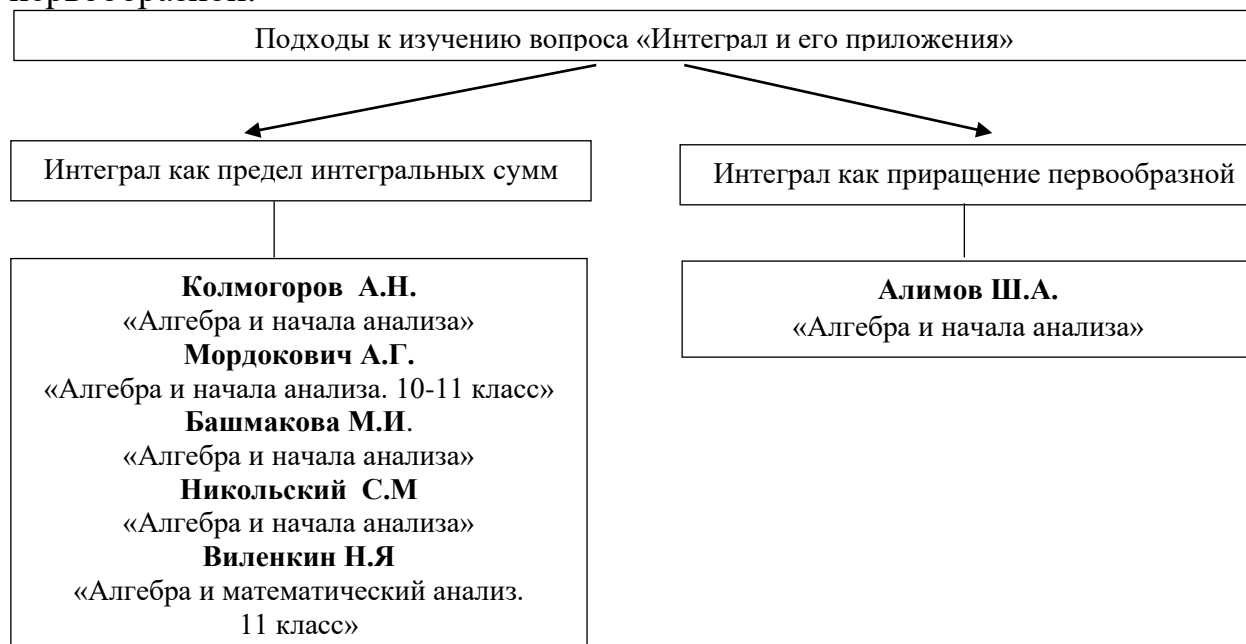 первообразной.
Подходы к изучению вопроса «Интеграл и его приложения»
Интеграл как предел интегральных сумм
Интеграл как приращение первообразной
Колмогоров А.Н.
«Алгебра и начала анализа»
Мордокович А.Г.
«Алгебра и начала анализа. 10-11 класс»
Башмакова М.И.
«Алгебра и начала анализа»
Никольский С.М
«Алгебра и начала анализа»
Виленкин Н.Я
«Алгебра и математический анализ.
11 класс»
Алимов Ш.А.
«Алгебра и начала анализа»